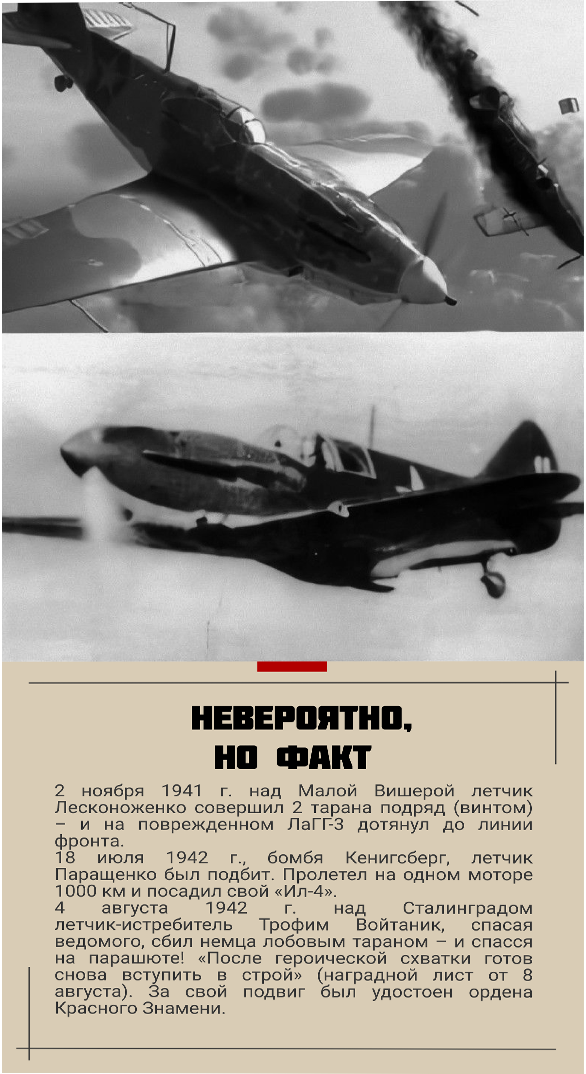 НЕВЕРОЯТНО,
НО ФАКТ
2 ноября 1941 г. над Малой Вишерой летчик
Лесконоженко совершил 2 тарана подряд (винтом)
– и на поврежденном ЛаГГ-3 дотянул до линии
фронта.
18 июля 1942 г., бомбя Кенигсберг, летчик
Паращенко был подбит. Пролетел на одном моторе
1000 км и посадил свой «Ил-4».
4 августа 1942 г. над Сталинградом
летчик-истребитель Трофим Войтаник, спасая
ведомого, сбил немца лобовым тараном – и спасся
на парашюте! «После героической схватки готов
снова вступить в строй» (наградной лист от 8
августа). За свой подвиг был удостоен ордена
Красного Знамени.